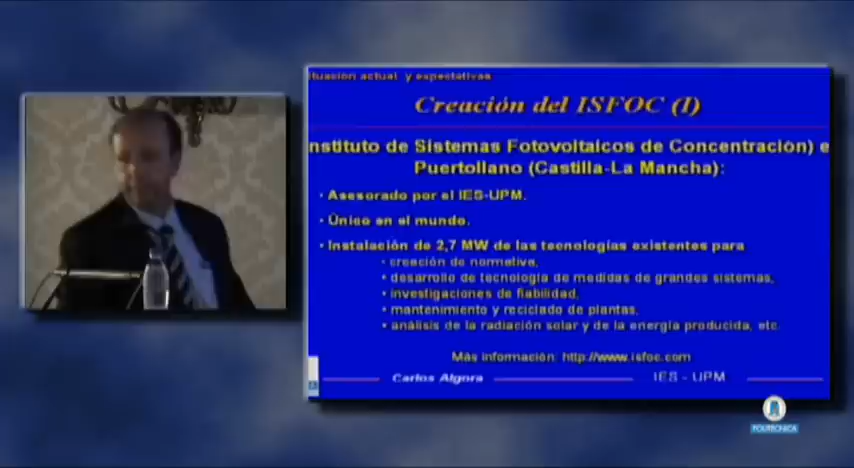 ituación actual y expectativas
Creación del ISFOC (I)
nstituto de Sistemas Fotovoltaicos de Concentración) e
Puertollano (Castilla-La Mancha):
· Asesorado por el IES-UPM.
· Único en el mundo.
· Instalación de 2,7 MW de las tecnologías existentes para
· creación de normativa,
· desarrollo de tecnología de medidas de grandes sistemas,
· investigaciones de fiabilidad,
· mantenimiento y reciclado de plantas,
· análisis de la radiación solar y de la energía producida, etc.
Más información: http://www.isfoc.com
Carlos Algora
IES - UPM
POLITÉCNICA